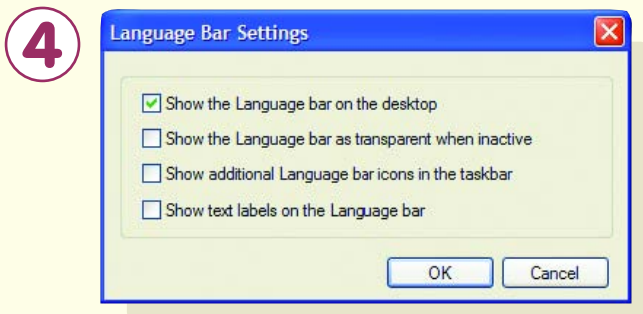 4
Language Bar Settings
Show the Language bar on the desktop
Show the Language bar as transparent when inactive
Show additional Language bar icons in the taskbar
Show text labels on the Language bar
OK Cancel